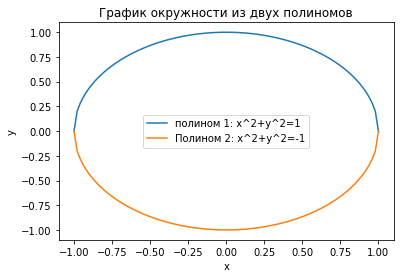 График окружности из двух полиномов
1.00
0.75
0.50
0.25
0.00
−0.25
−0.50
−0.75
−1.00
y
полином 1: x^2+y^2=1
Полином 2: x^2+y^2=-1
−1.00 −0.75 −0.50 −0.25 0.00 0.25 0.50 0.75 1.00
x